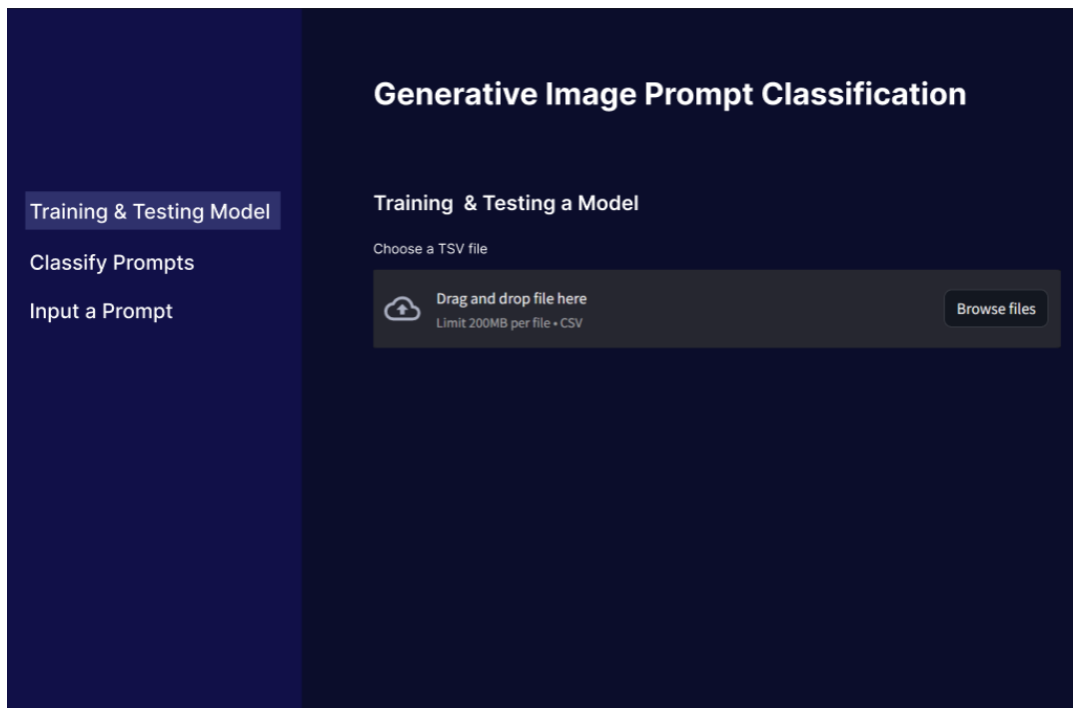 Generative Image Prompt Classification
Training & Testing Model
Classify Prompts
Input a Prompt
Training & Testing a Model
Choose a TSV file
Drag and drop file here
Limit 200MB per file • CSV
Browse files